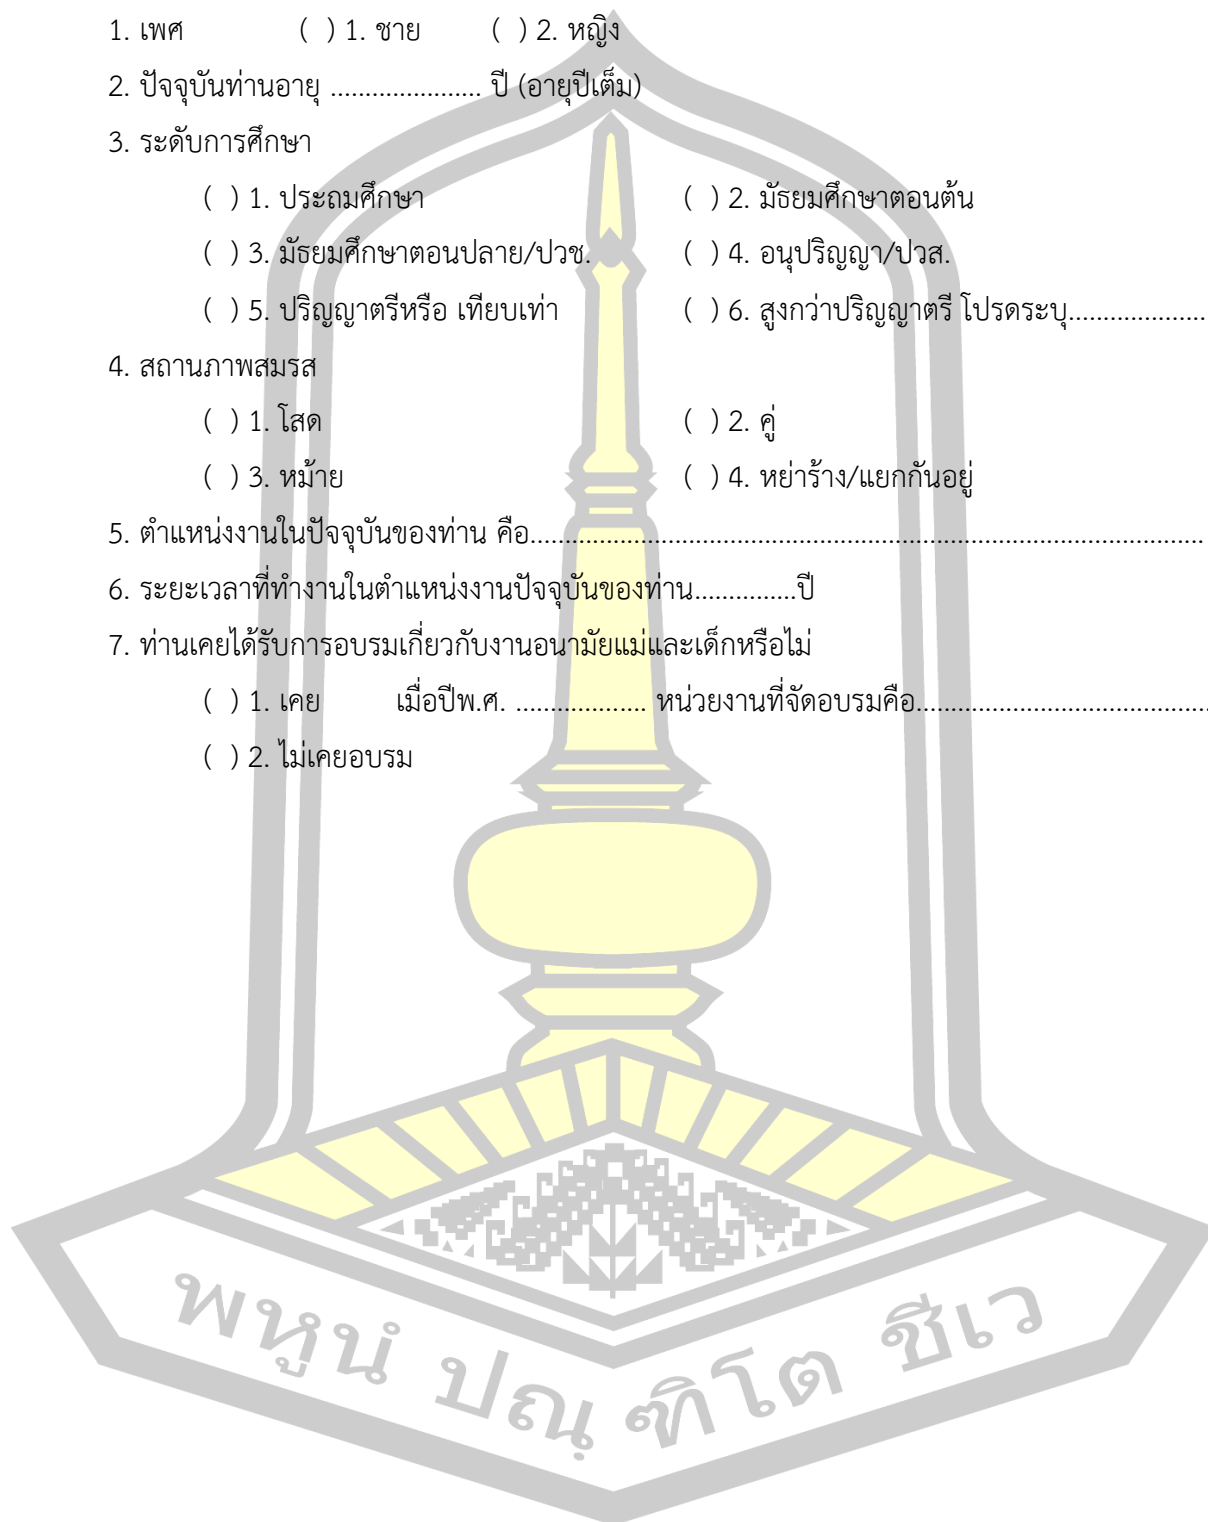 1. เพศ ( ) 1. ชาย ( ) 2. หญิง
2. ปัจจุบันท่านอายุ ...................... ปี (อายุปีเต็ม)
3. ระดับการศึกษา
( ) 1. ประถมศึกษา ( ) 2. มัธยมศึกษาตอนต้น
( ) 3. มัธยมศึกษาตอนปลาย/ปวช. ( ) 4. อนุปริญญา/ปวส.
( ) 5. ปริญญาตรีหรือ เทียบเท่า ( ) 6. สูงกว่าปริญญาตรี โปรดระบุ....................
4. สถานภาพสมรส
( ) 1. โสด ( ) 2. คู่
( ) 3. หม้าย ( ) 4. หย่าร้าง/แยกกันอยู่
5. ตำแหน่งงานในปัจจุบันของท่าน คือ................................................................................................
6. ระยะเวลาที่ทำงานในตำแหน่งงานปัจจุบันของท่าน...............ปี
7. ท่านเคยได้รับการอบรมเกี่ยวกับงานอนามัยแม่และเด็กหรือไม่
( ) 1. เคย เมื่อปีพ.ศ. ................... หน่วยงานที่จัดอบรมคือ...........................................
( ) 2. ไม่เคยอบรม
พหูนํ ปณฺฑิโต ชีเว